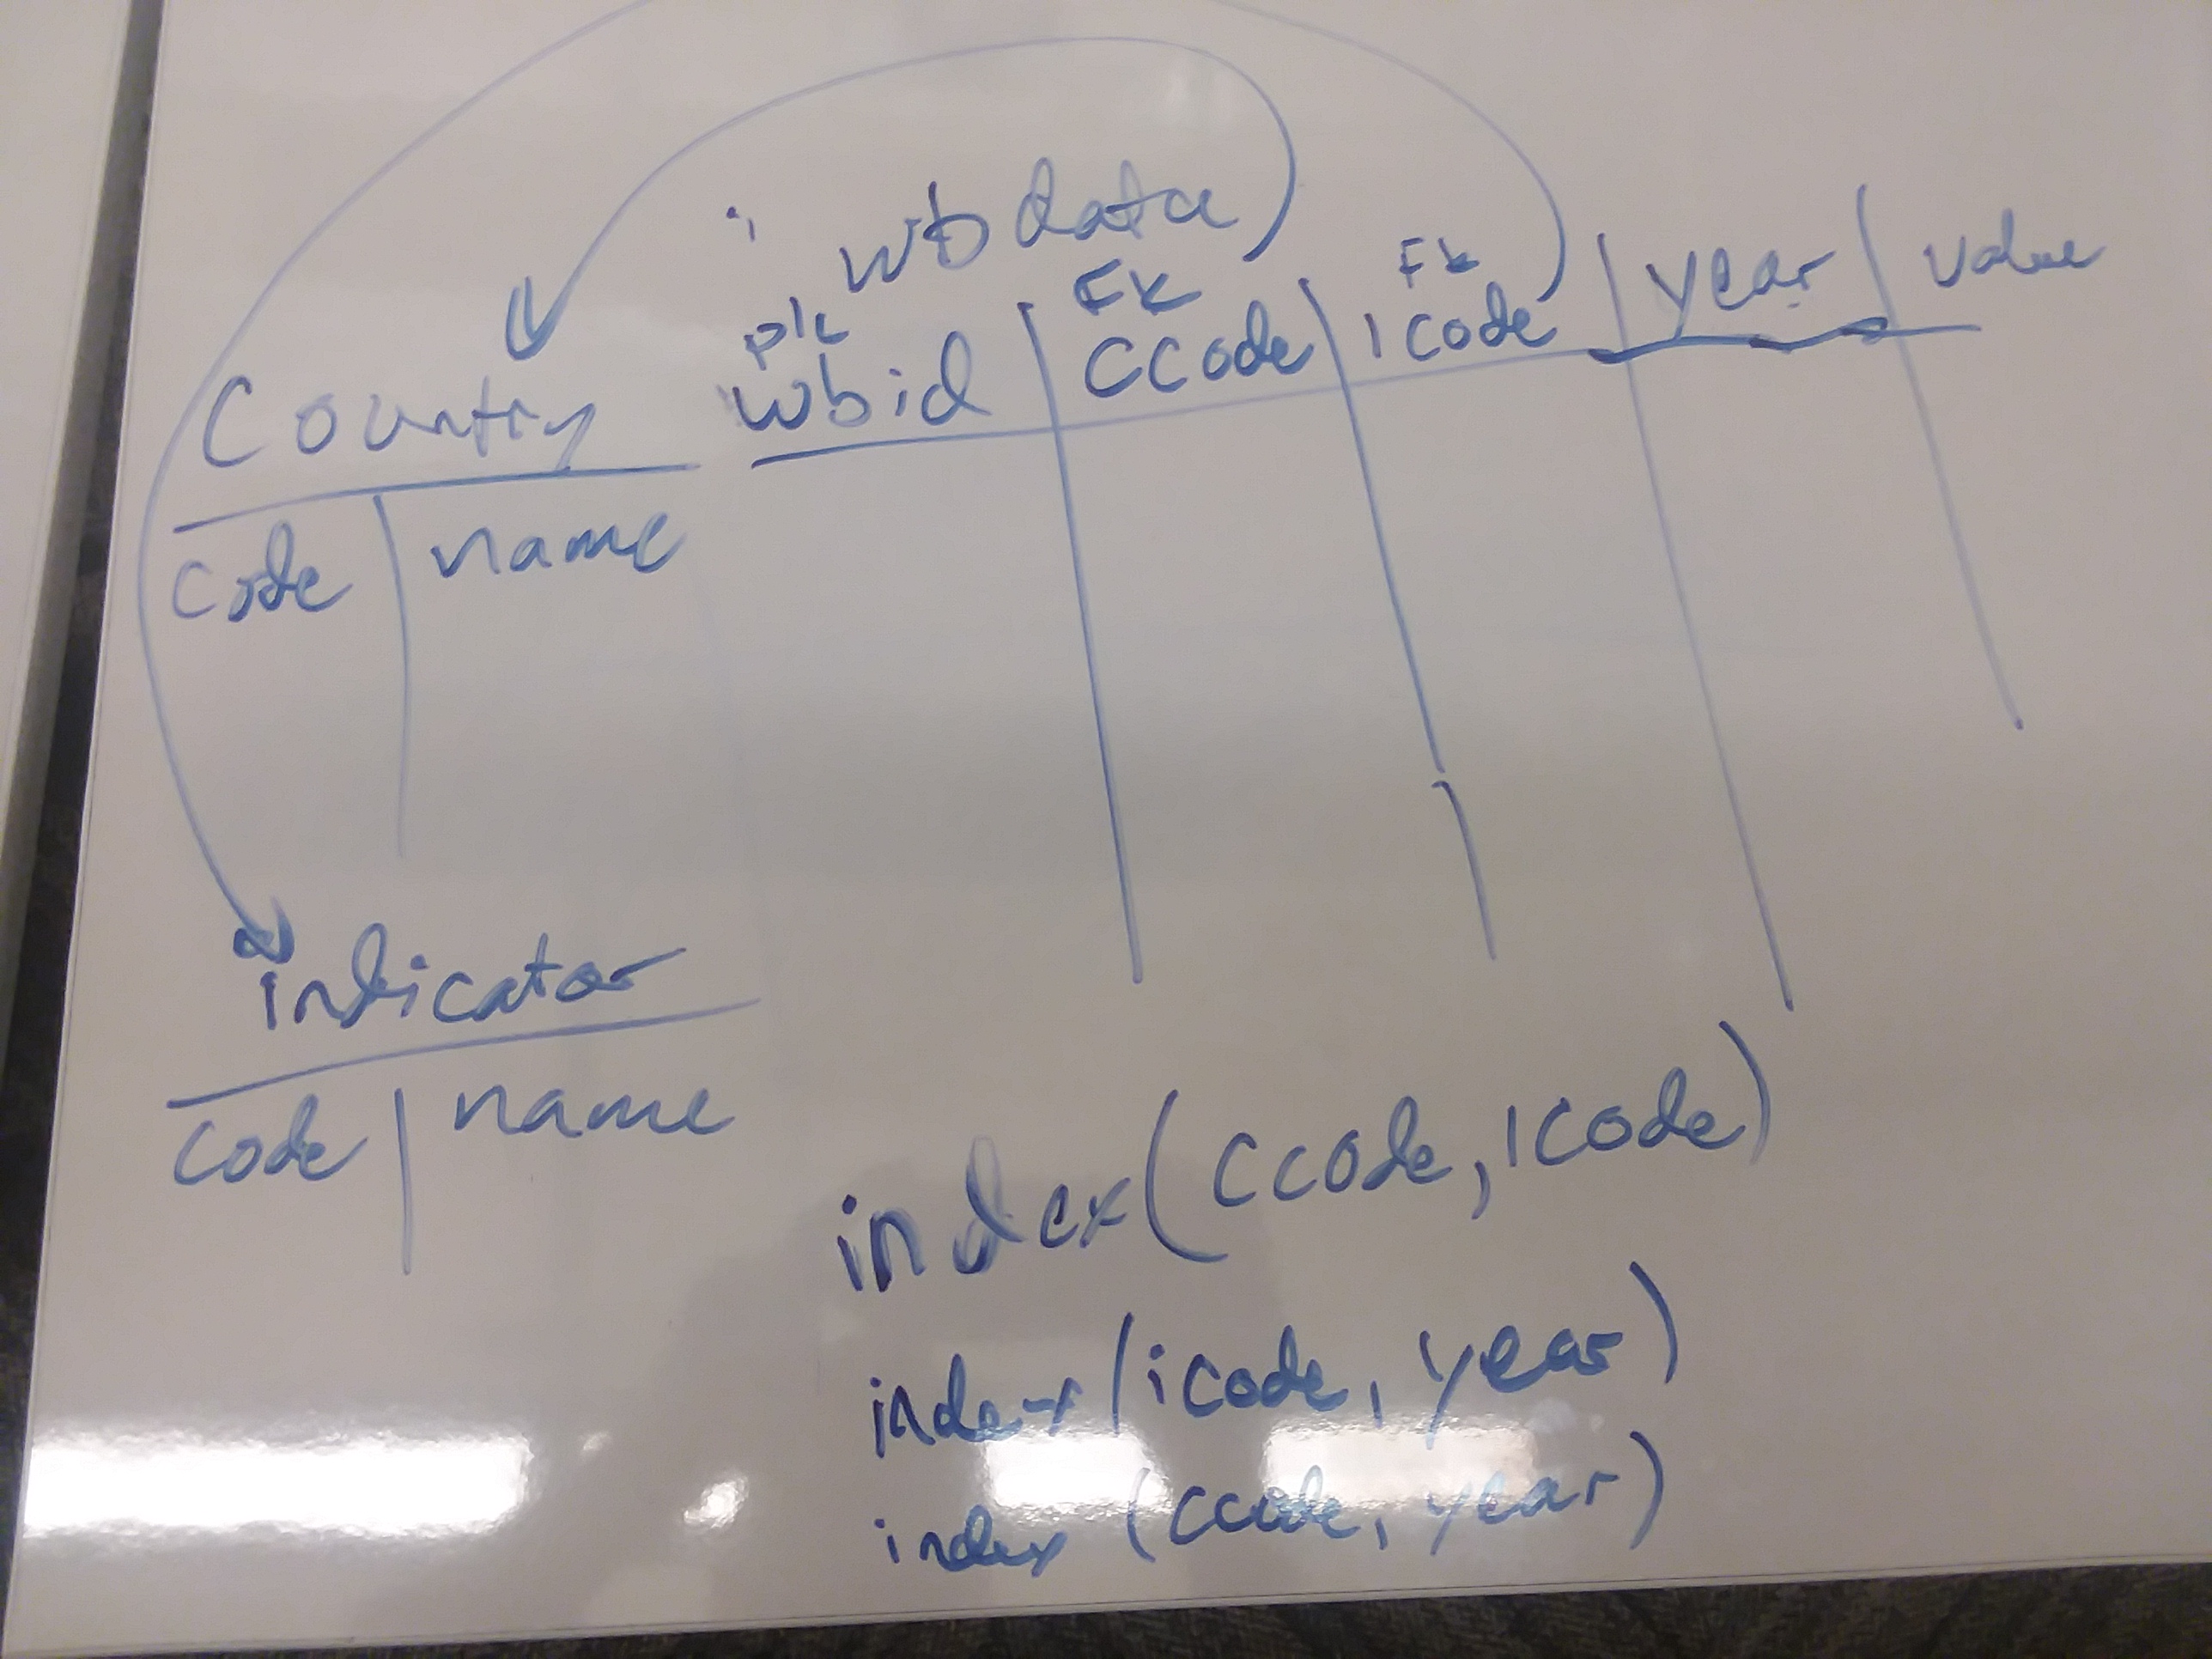 wbdata
pk FK Fk
wbid CCode icode year value
Country
Code name
indicator
Code name
index(CCode, icode)
index(icode, year)
index (CCode, year)